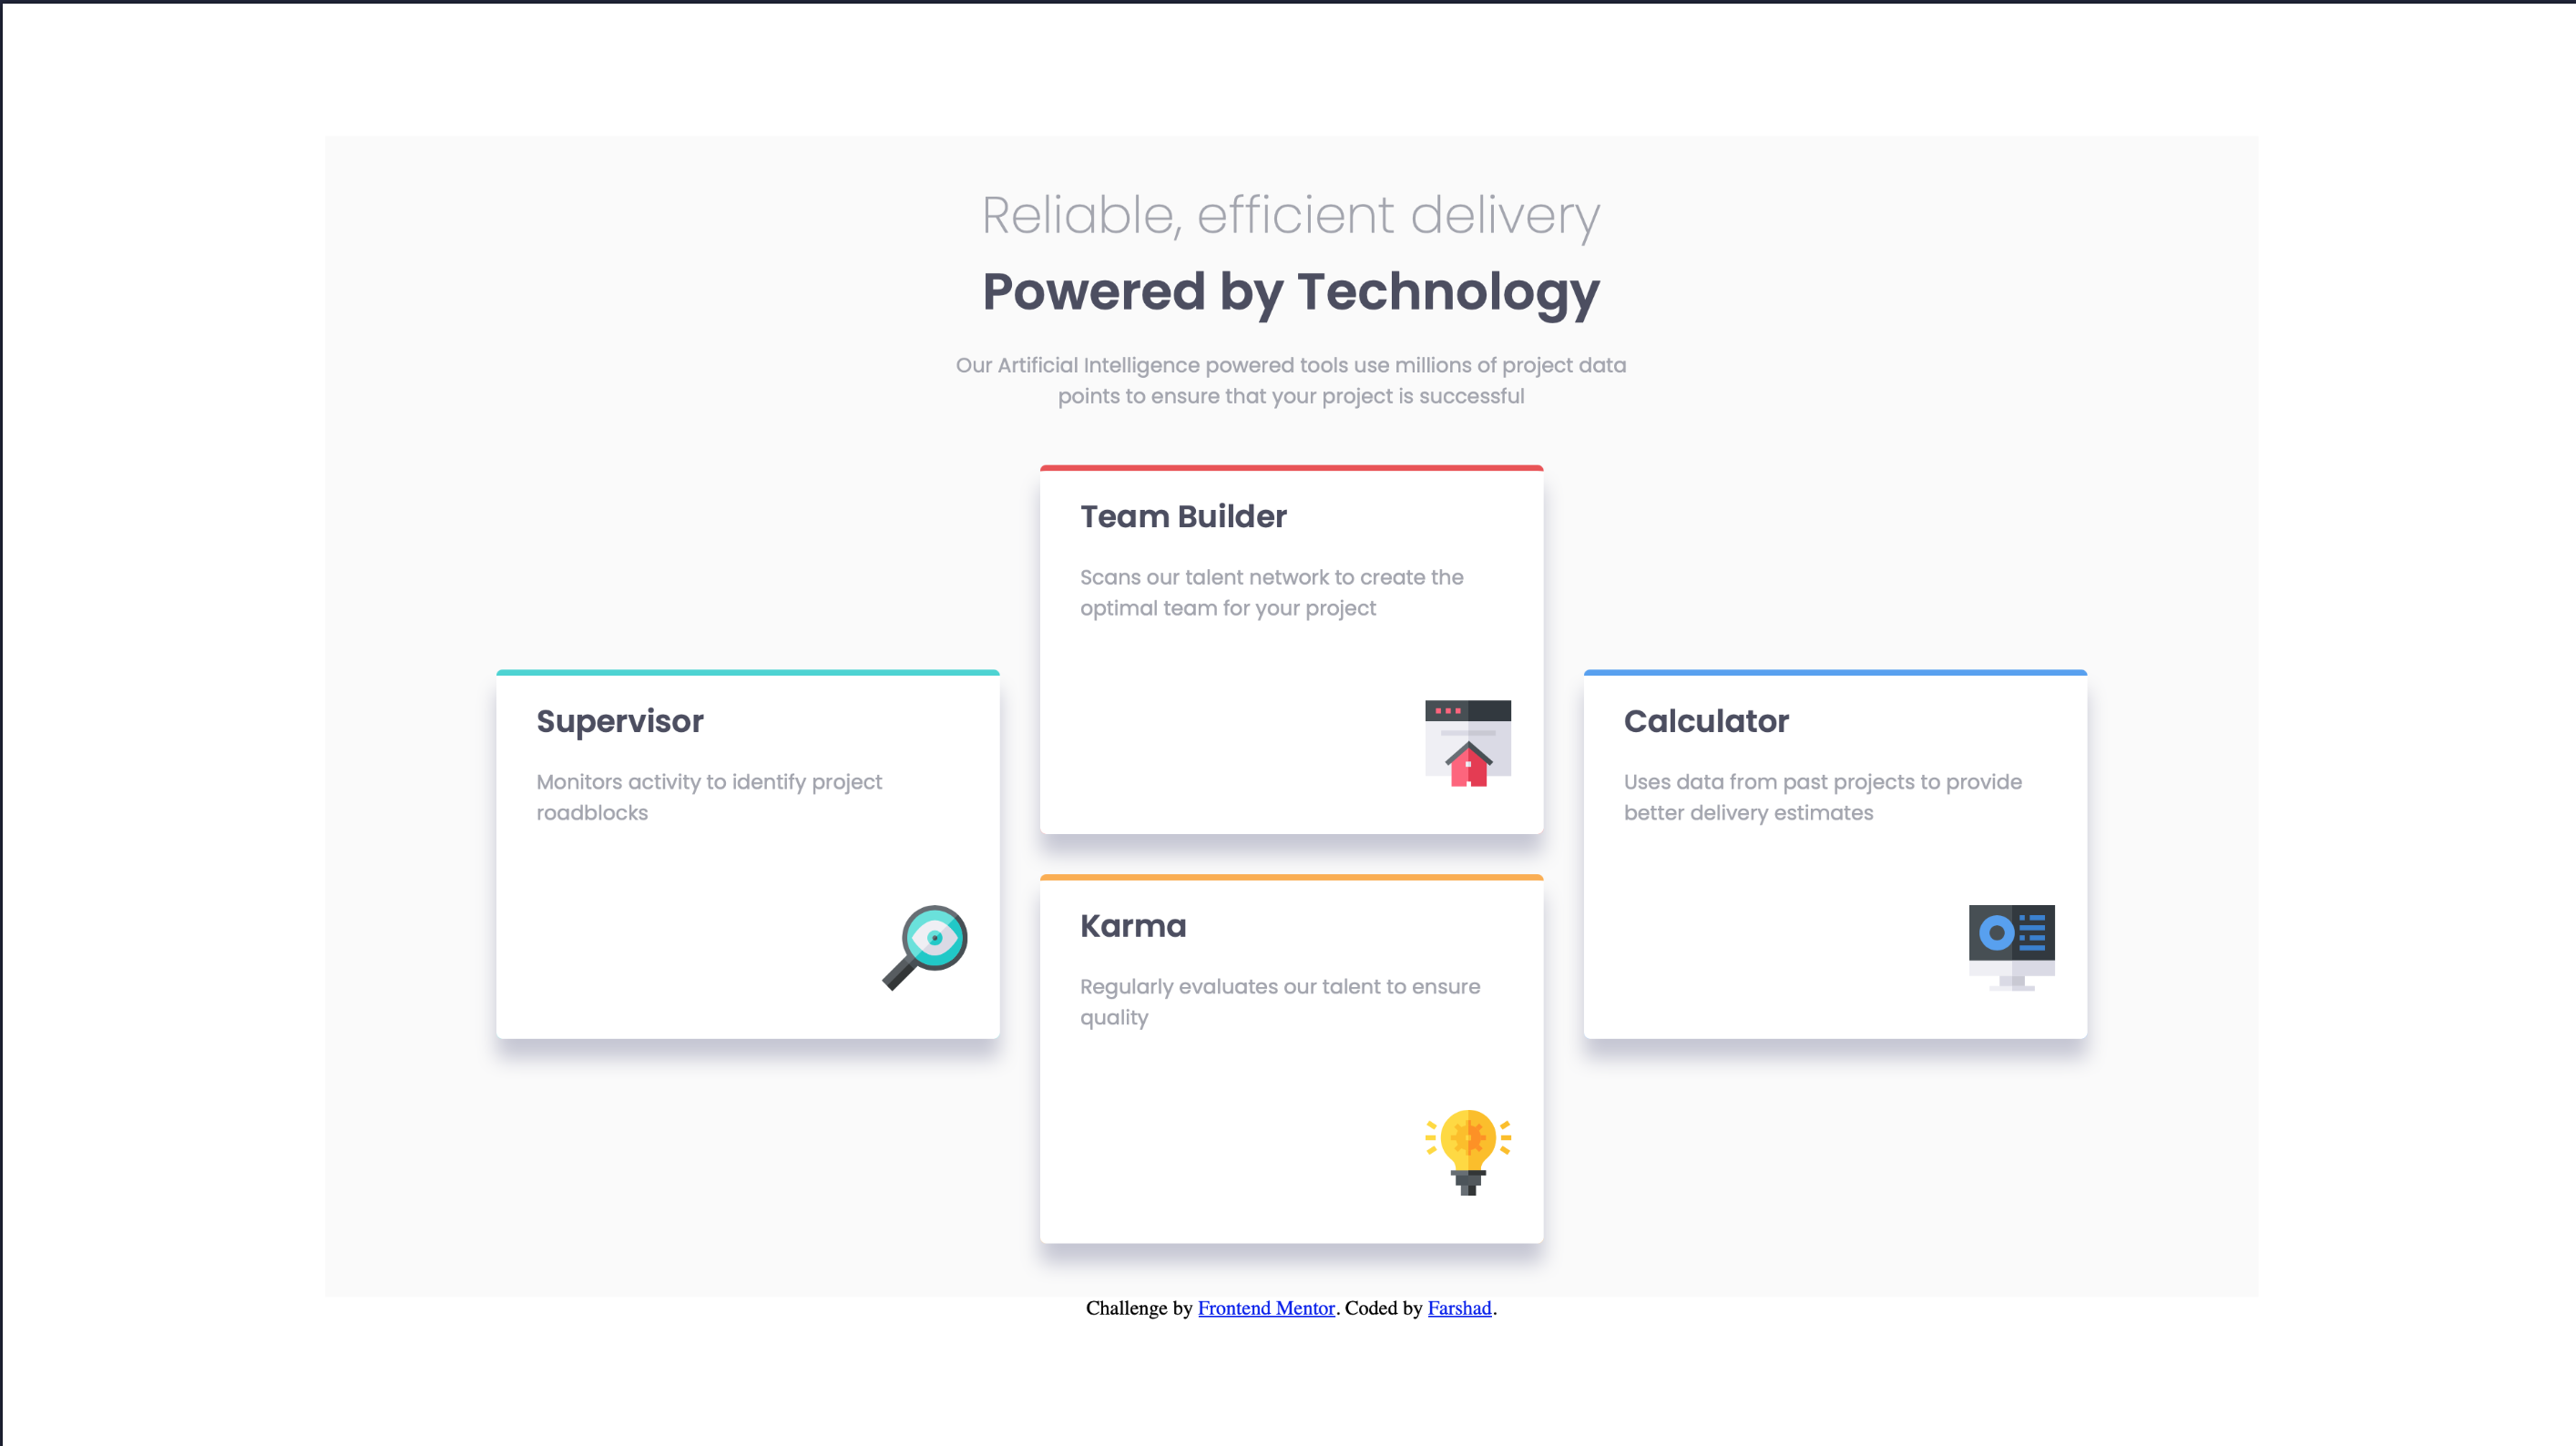 Reliable, efficient delivery
Powered by Technology
Our Artificial Intelligence powered tools use millions of project data
points to ensure that your project is successful
Team Builder
Scans our talent network to create the
optimal team for your project
Supervisor
Monitors activity to identify project
roadblocks
Calculator
Uses data from past projects to provide
better delivery estimates
Karma
Regularly evaluates our talent to ensure
quality
Challenge by Frontend Mentor. Coded by Farshad.